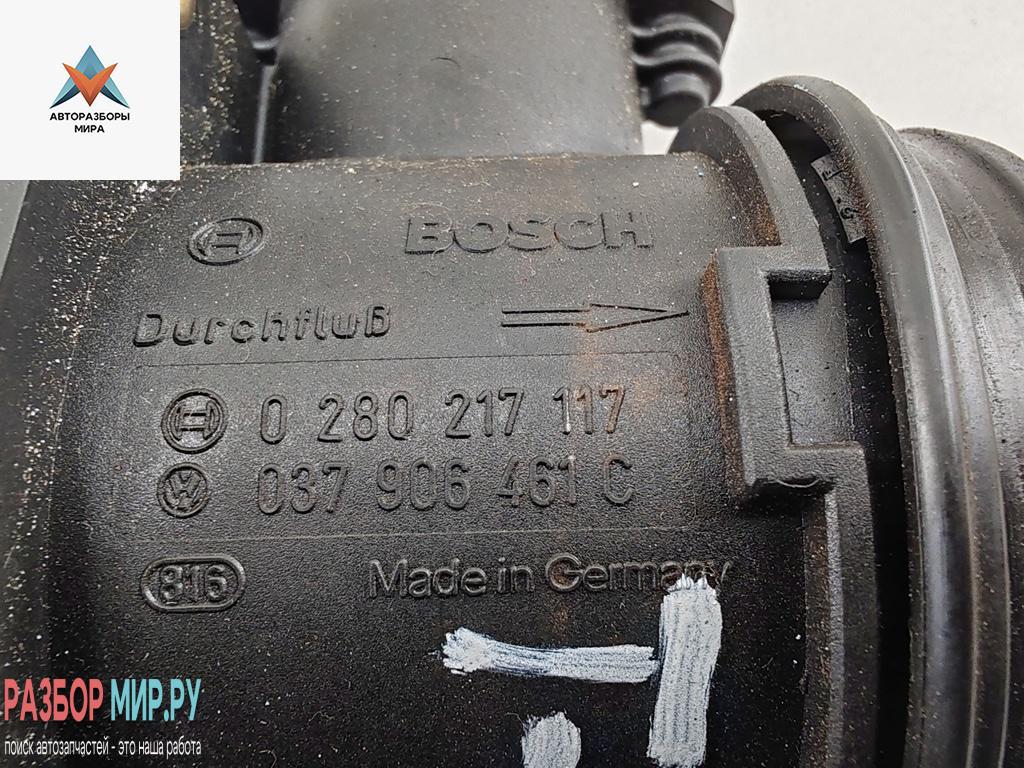 АВТОРАЗБОРЫ
МИРА
BOSCH
Durchfluß
0 280 217 117
037 906 461 C
816
Made in Germany
РАЗБОР МИР.РУ
поиск автозапчастей - это наша работа